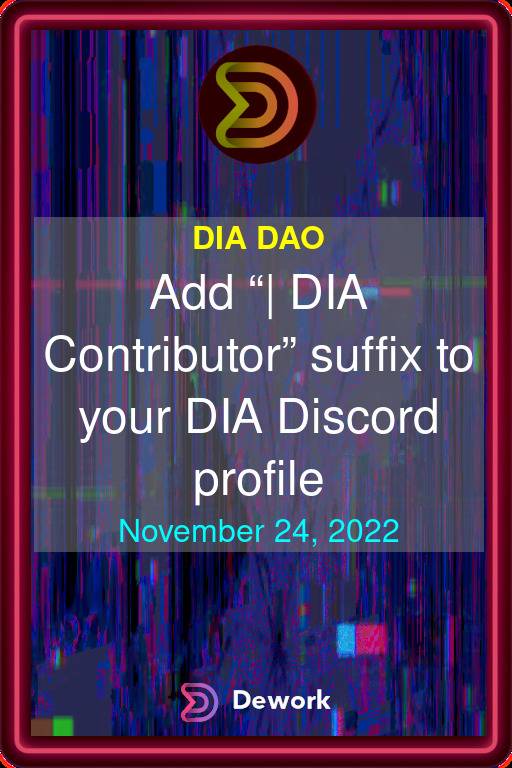 DIA DAO
Add “| DIA
Contributor” suffix to
your DIA Discord
profile
November 24, 2022
Dework